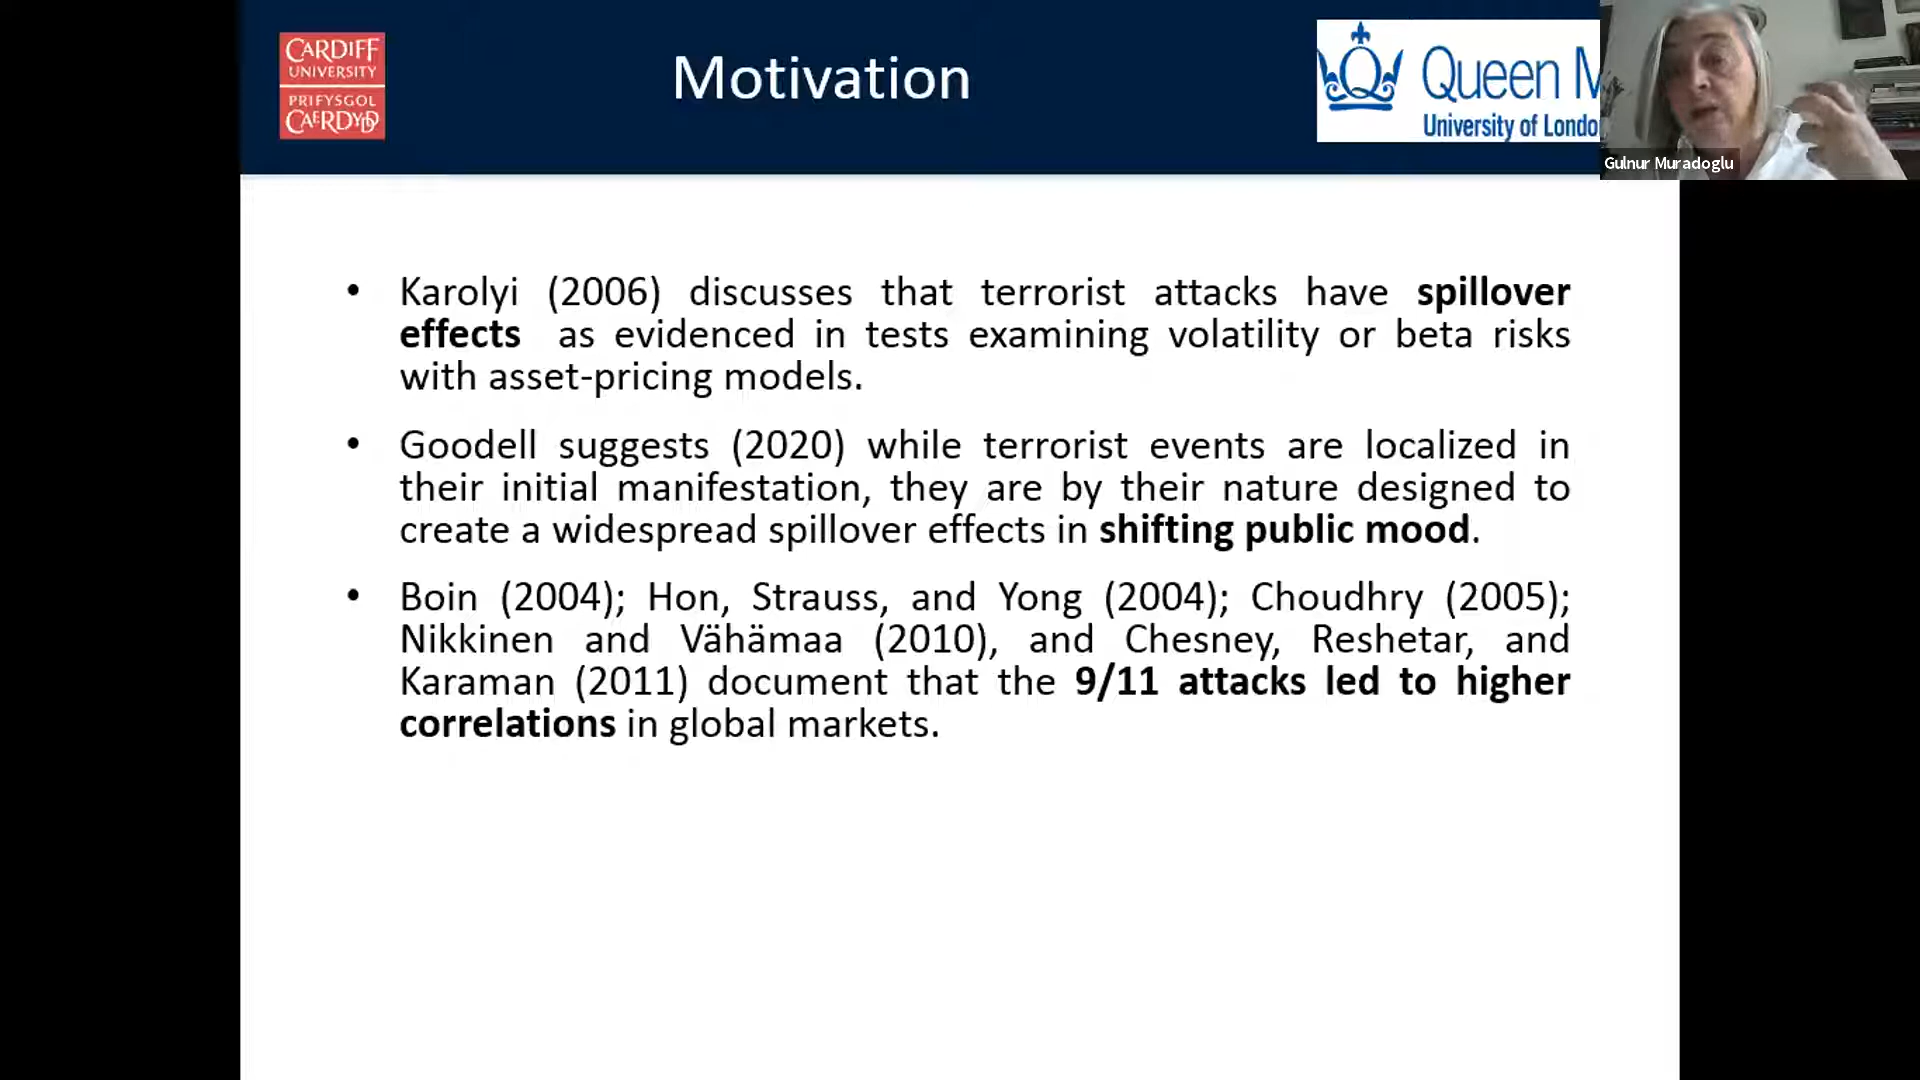 CARDIFF
UNIVERSITY
PRIFYSGOL
CAERDYDD
Motivation
Queen M
University of Londo
Gulnur Muradoglu
• Karolyi (2006) discusses that terrorist attacks have spillover
effects as evidenced in tests examining volatility or beta risks
with asset-pricing models.
• Goodell suggests (2020) while terrorist events are localized in
their initial manifestation, they are by their nature designed to
create a widespread spillover effects in shifting public mood.
• Boin (2004); Hon, Strauss, and Yong (2004); Choudhry (2005);
Nikkinen and Vähämaa (2010), and Chesney, Reshetar, and
Karaman (2011) document that the 9/11 attacks led to higher
correlations in global markets.